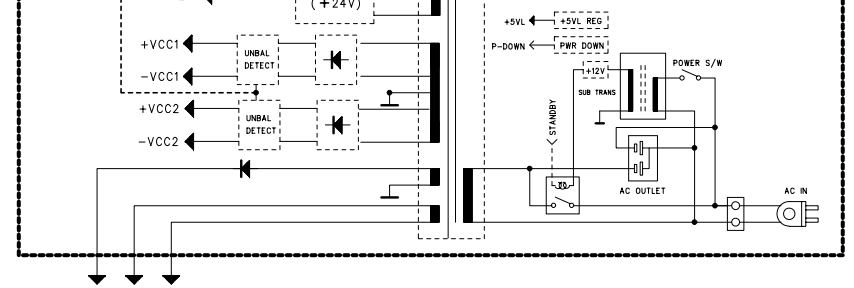 (+24V)
+5VL
+5VL REG
P-DOWN
PWR DOWN
+VCC1
UNBAL
DETECT
-VCC1
+12V
POWER S/W
SUB TRANS
+VCC2
UNBAL
DETECT
-VCC2
STANDBY
AC OUTLET
AC IN